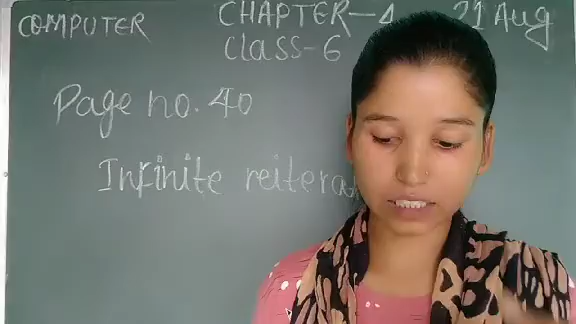 COMPUTER
CHAPTER-4
21 Aug
Class-6
Page no. 40
Infinite